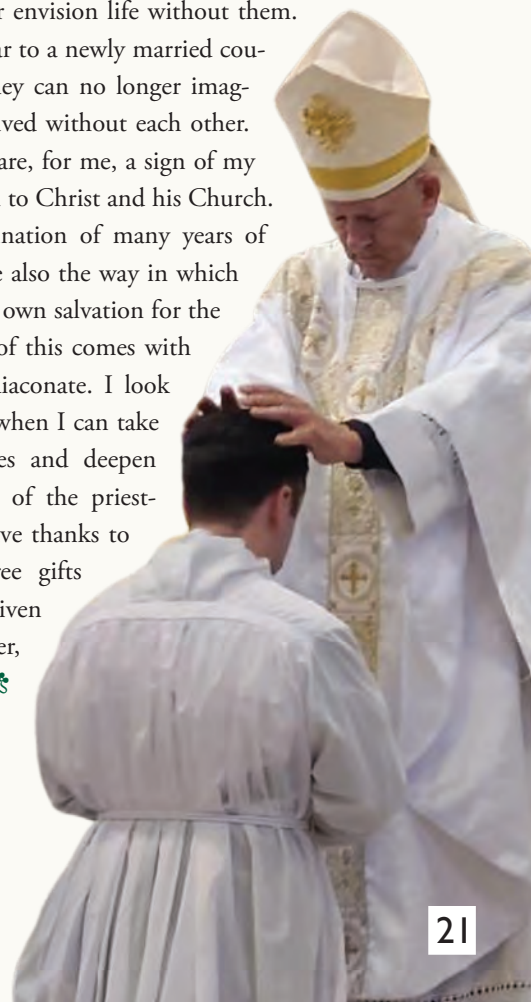 r envision life without them.
ar to a newly married cou-
ey can no longer imag-
ved without each other.
are, for me, a sign of my
to Christ and his Church.
nation of many years of
e also the way in which
own salvation for the
of this comes with
iaconate. I look
when I can take
es and deepen
of the priest-
ve thanks to
ree gifts
iven
er,
21